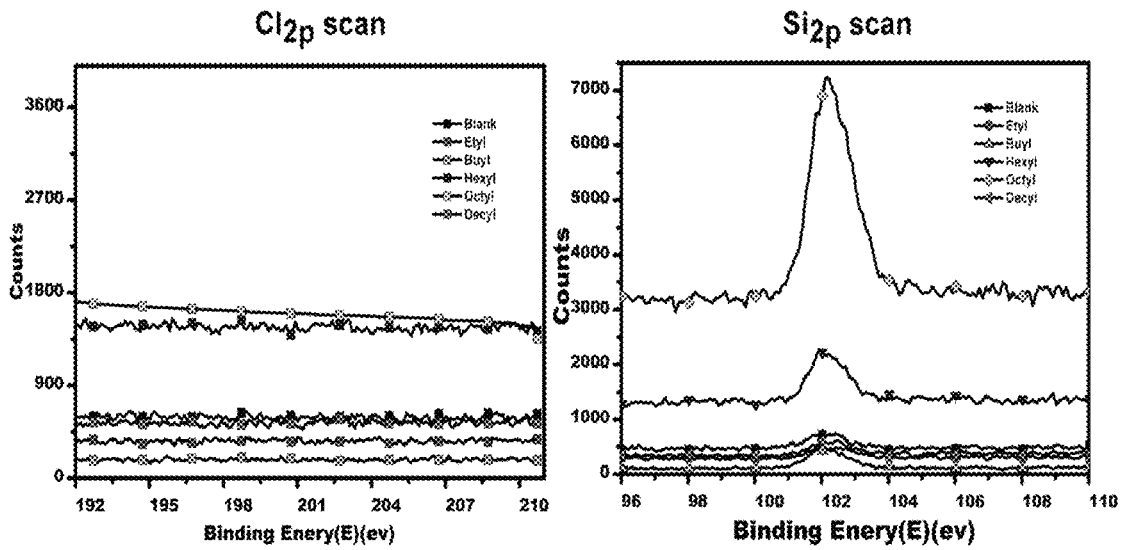 Cl2p scan
Si2p scan
3600
2700
1800
900
0
Counts
Blank
Etyl
Buyl
Hexyl
Octyl
Decyl
192
195
198
201
204
207
210
Binding Enery(E)(ev)
7000
6000
5000
4000
3000
2000
1000
0
Counts
Blank
Etyl
Buyl
Hexyl
Octyl
Decyl
96
98
100
102
104
106
108
110
Binding Enery(E)(ev)